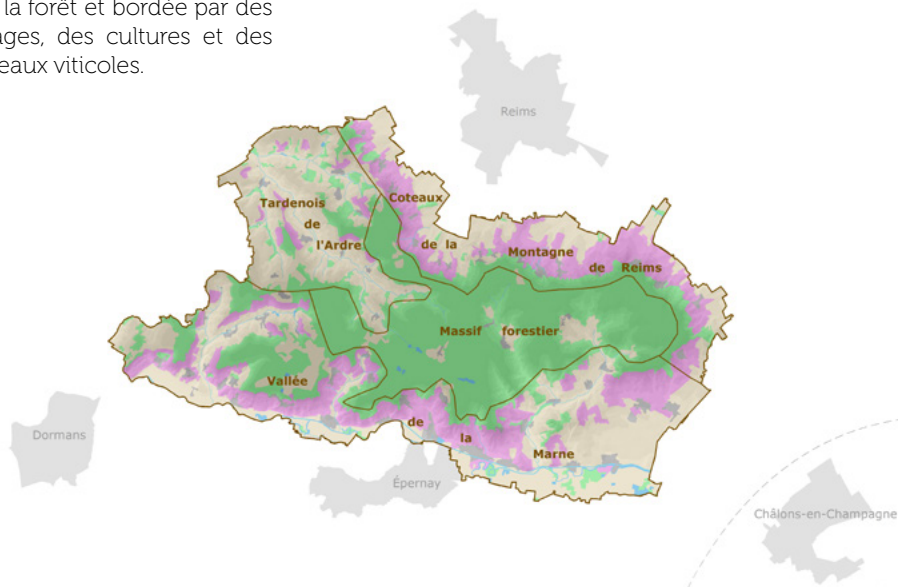 la forêt et bordée par des
ages, des cultures et des
eaux viticoles.
Reims
Tardenois
de
l'Ardre
Coteaux
de la
Montagne
de Reims
Massif forestier
Vallée
de
la
Marne
Dormans
Épernay
Châlons-en-Champagne